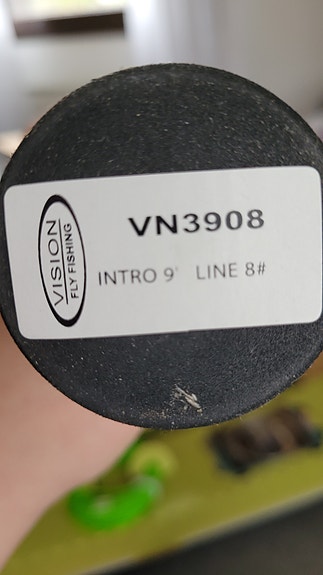 VISION
FLY FISHING
VN3908
INTRO 9' LINE 8#